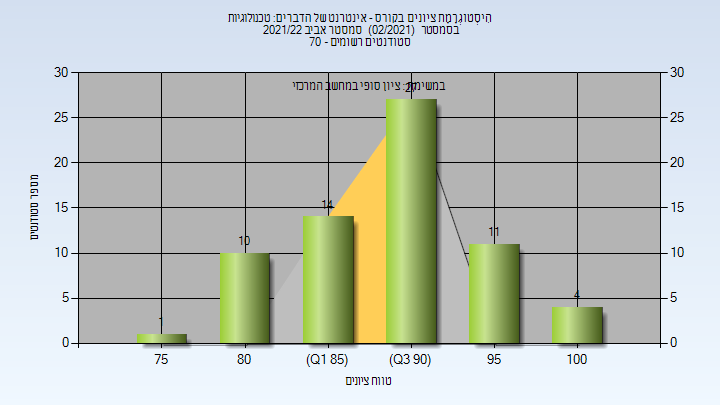 היסטוגרמת ציונים בקורס - אינטרנט של הדברים: טכנולוגיות
בסמסטר (02/2021) סמסטר אביב 2021/22
סטודנטים רשומים - 70
במשימת: ציון סופי במחשב המרכזי
מספר סטודנטים
30 30
25 25
20 20
15 15
10 10
5 5
0 0
1
10
14
27
11
4
75 80 (Q1 85) (Q3 90) 95 100
טווח ציונים